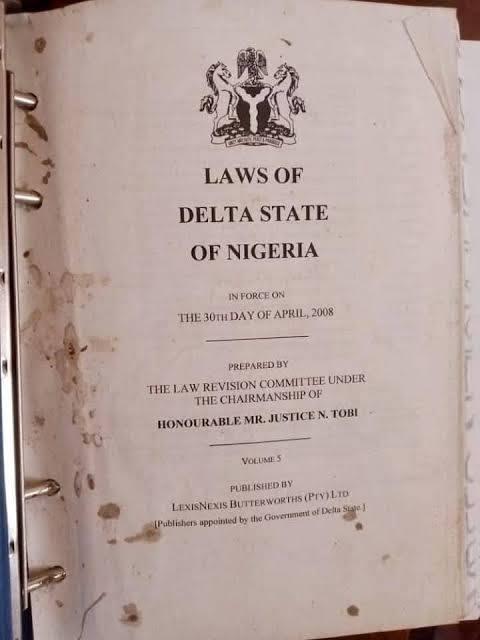 LAWS OF
DELTA STATE
OF NIGERIA
IN FORCE ON
THE 30TH DAY OF APRIL, 2008
PREPARED BY
THE LAW REVISION COMMITTEE UNDER
THE CHAIRMANSHIP OF
HONOURABLE MR. JUSTICE N. TOBI
VOLUME 5
PUBLISHED BY
LEXISNEXIS BUTTERWORTHS (PTY) LTD
[Publishers appointed by the Government of Delta State.]